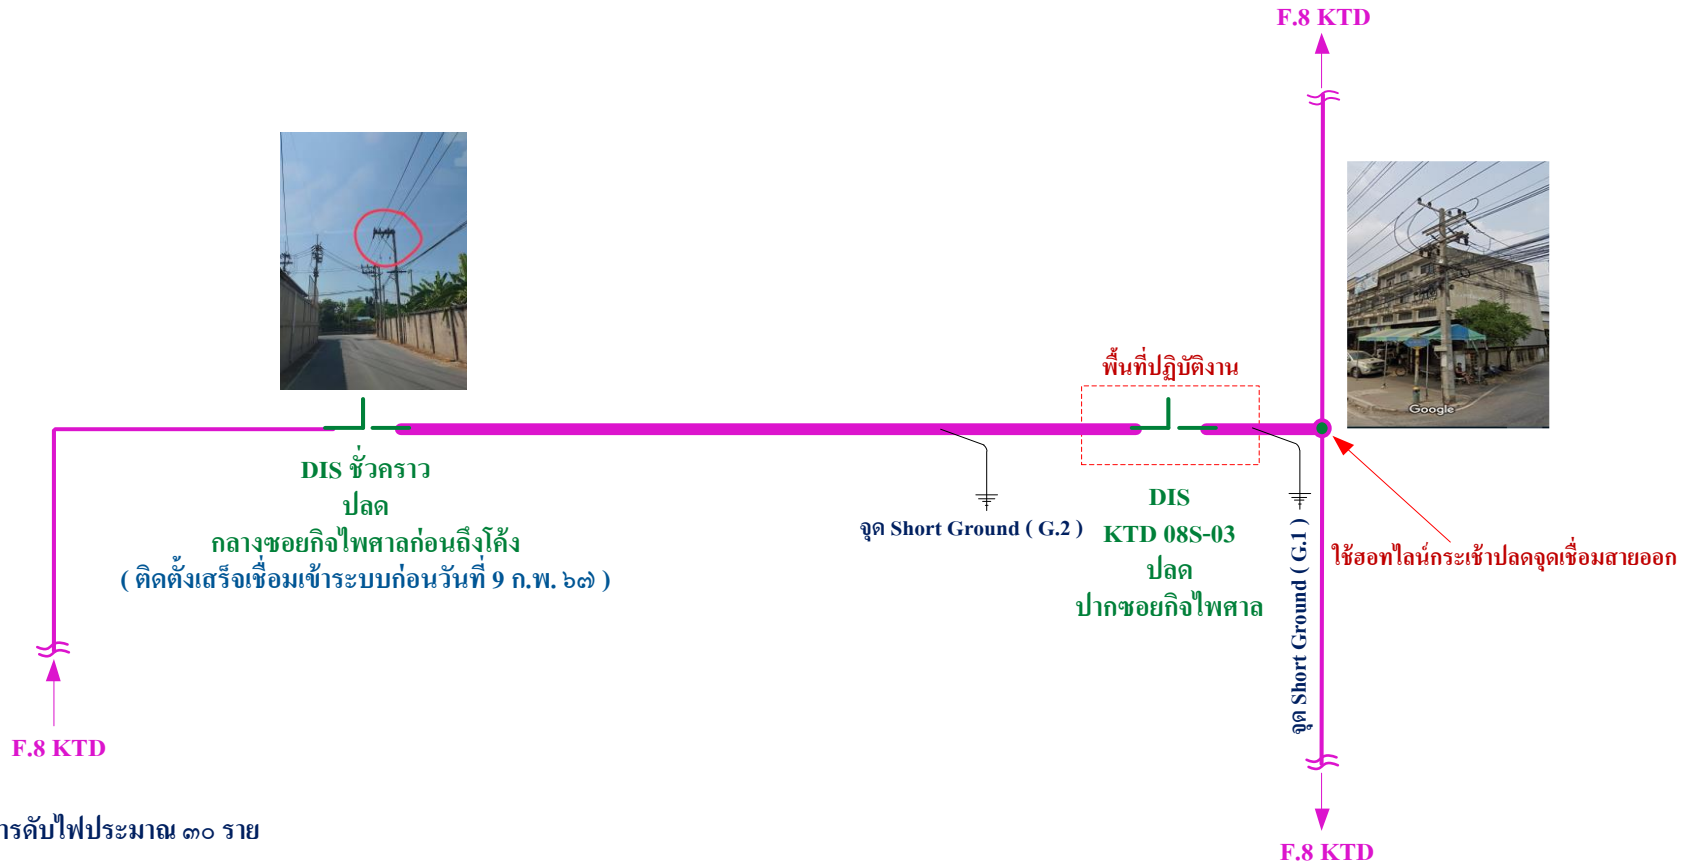 F.8 KTD
พื้นที่ปฏิบัติงาน
Google
DIS ชั่วคราว
ปลด
กลางซอยกิจไพศาลก่อนถึงโค้ง
( ติดตั้งเสร็จเชื่อมเข้าระบบก่อนวันที่ 9 ก.พ. ๖๗ )
จุด Short Ground ( G.2 )
DIS
KTD 08S-03
ปลด
ปากซอยกิจไพศาล
จุด Short Ground ( G.1 )
ใช้ฮอทไลน์กระเช้าปลดจุดเชื่อมสายออก
F.8 KTD
ารดับไฟประมาณ ๓๐ ราย
F.8 KTD